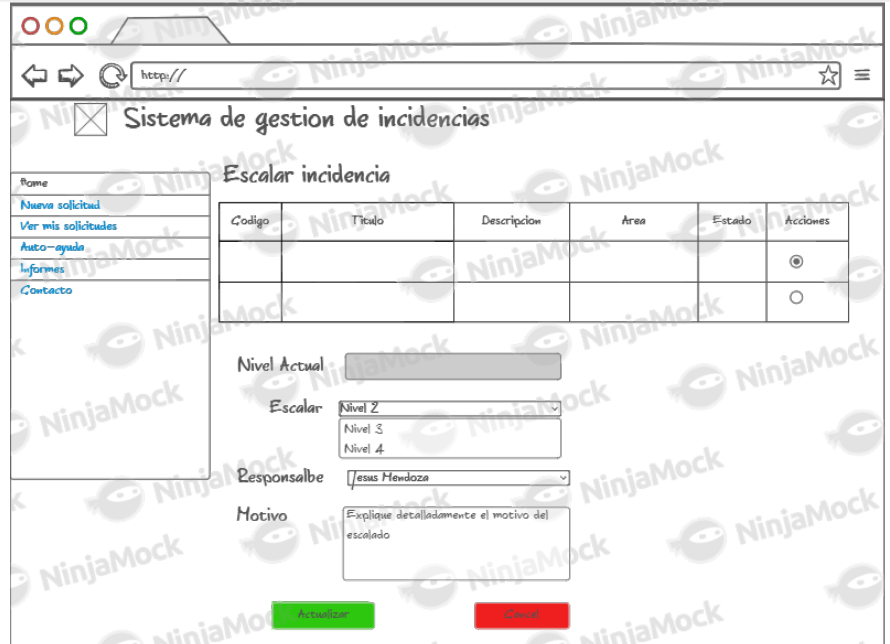 http://
Sistema de gestion de incidencias
Home
Nueva solicitud
Ver mis solicitudes
Auto-ayuda
Informes
Contacto
Escalar incidencia
Codigo Titulo Descripcion Area Estado Acciones
Nivel Actual
Escalar Nivel 2
Nivel 3
Nivel 4
Responsalbe Jesus Mendoza
Motivo Explique detalladamente el motivo del
escalado
Actualizar Cancel
NinjaMock